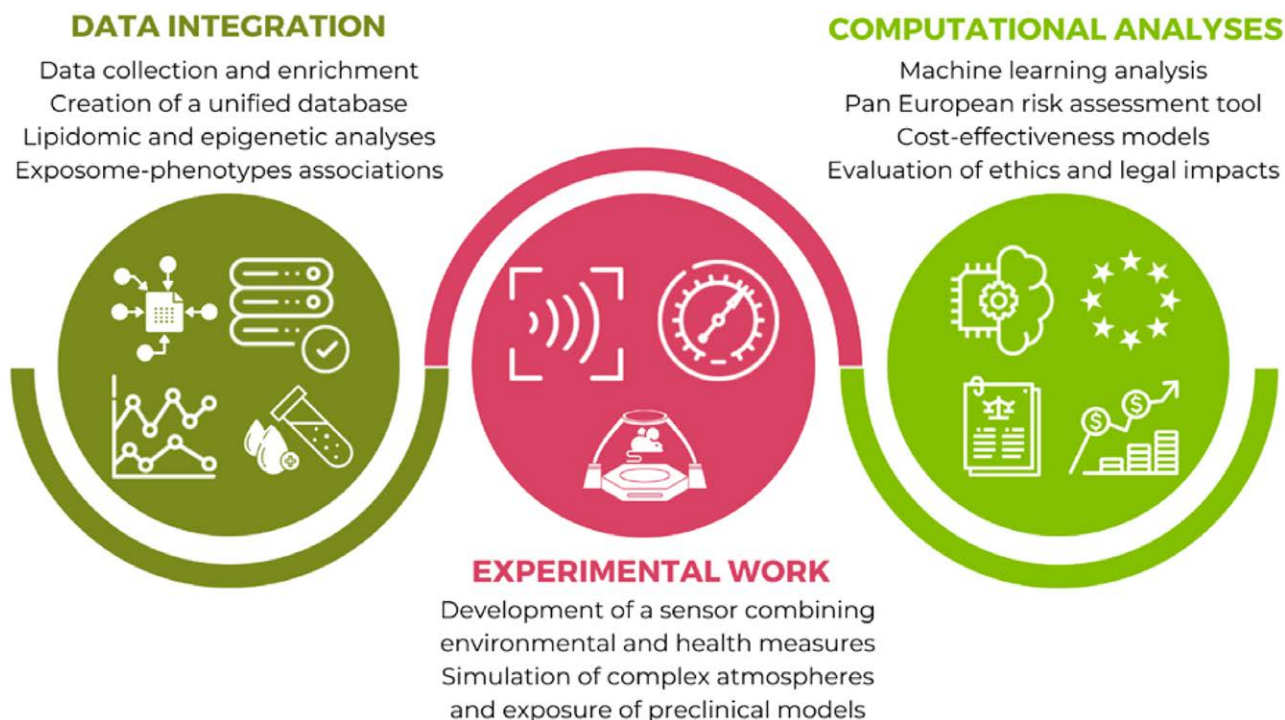 DATA INTEGRATION
Data collection and enrichment
Creation of a unified database
Lipidomic and epigenetic analyses
Exposome-phenotypes associations
COMPUTATIONAL ANALYSES
Machine learning analysis
Pan European risk assessment tool
Cost-effectiveness models
Evaluation of ethics and legal impacts
$
$
EXPERIMENTAL WORK
Development of a sensor combining
environmental and health measures
Simulation of complex atmospheres
and exposure of preclinical models